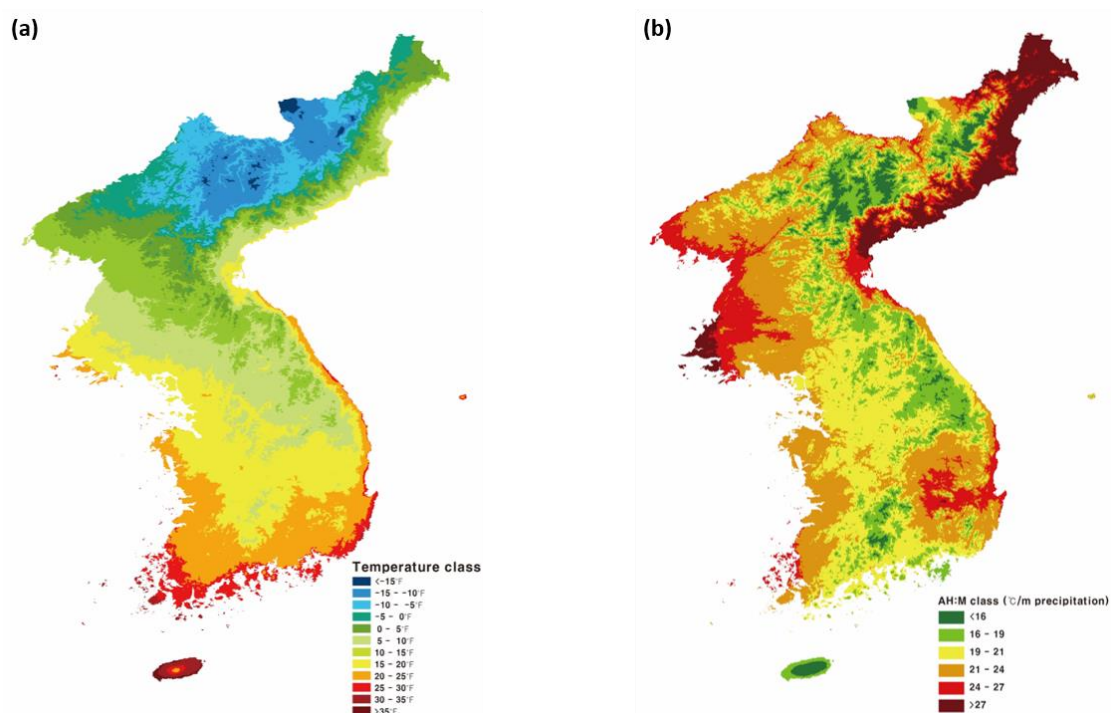 (a)
(b)
Temperature class
<-15°F
-15 - -10°F
-10 - -5°F
-5 - 0°F
0 - 5°F
5 - 10°F
10 - 15°F
15 - 20°F
20 - 25°F
25 - 30°F
30 - 35°F
>35°F
AH:M class (℃/m precipitation)
<16
16 - 19
19 - 21
21 - 24
24 - 27
>27